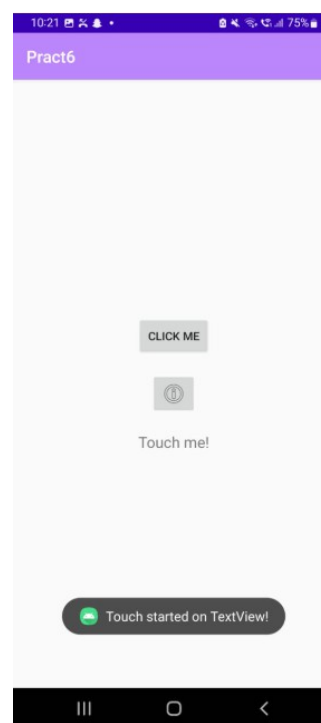 10:21 75%
Pract6
CLICK ME
Touch me!
Touch started on TextView!